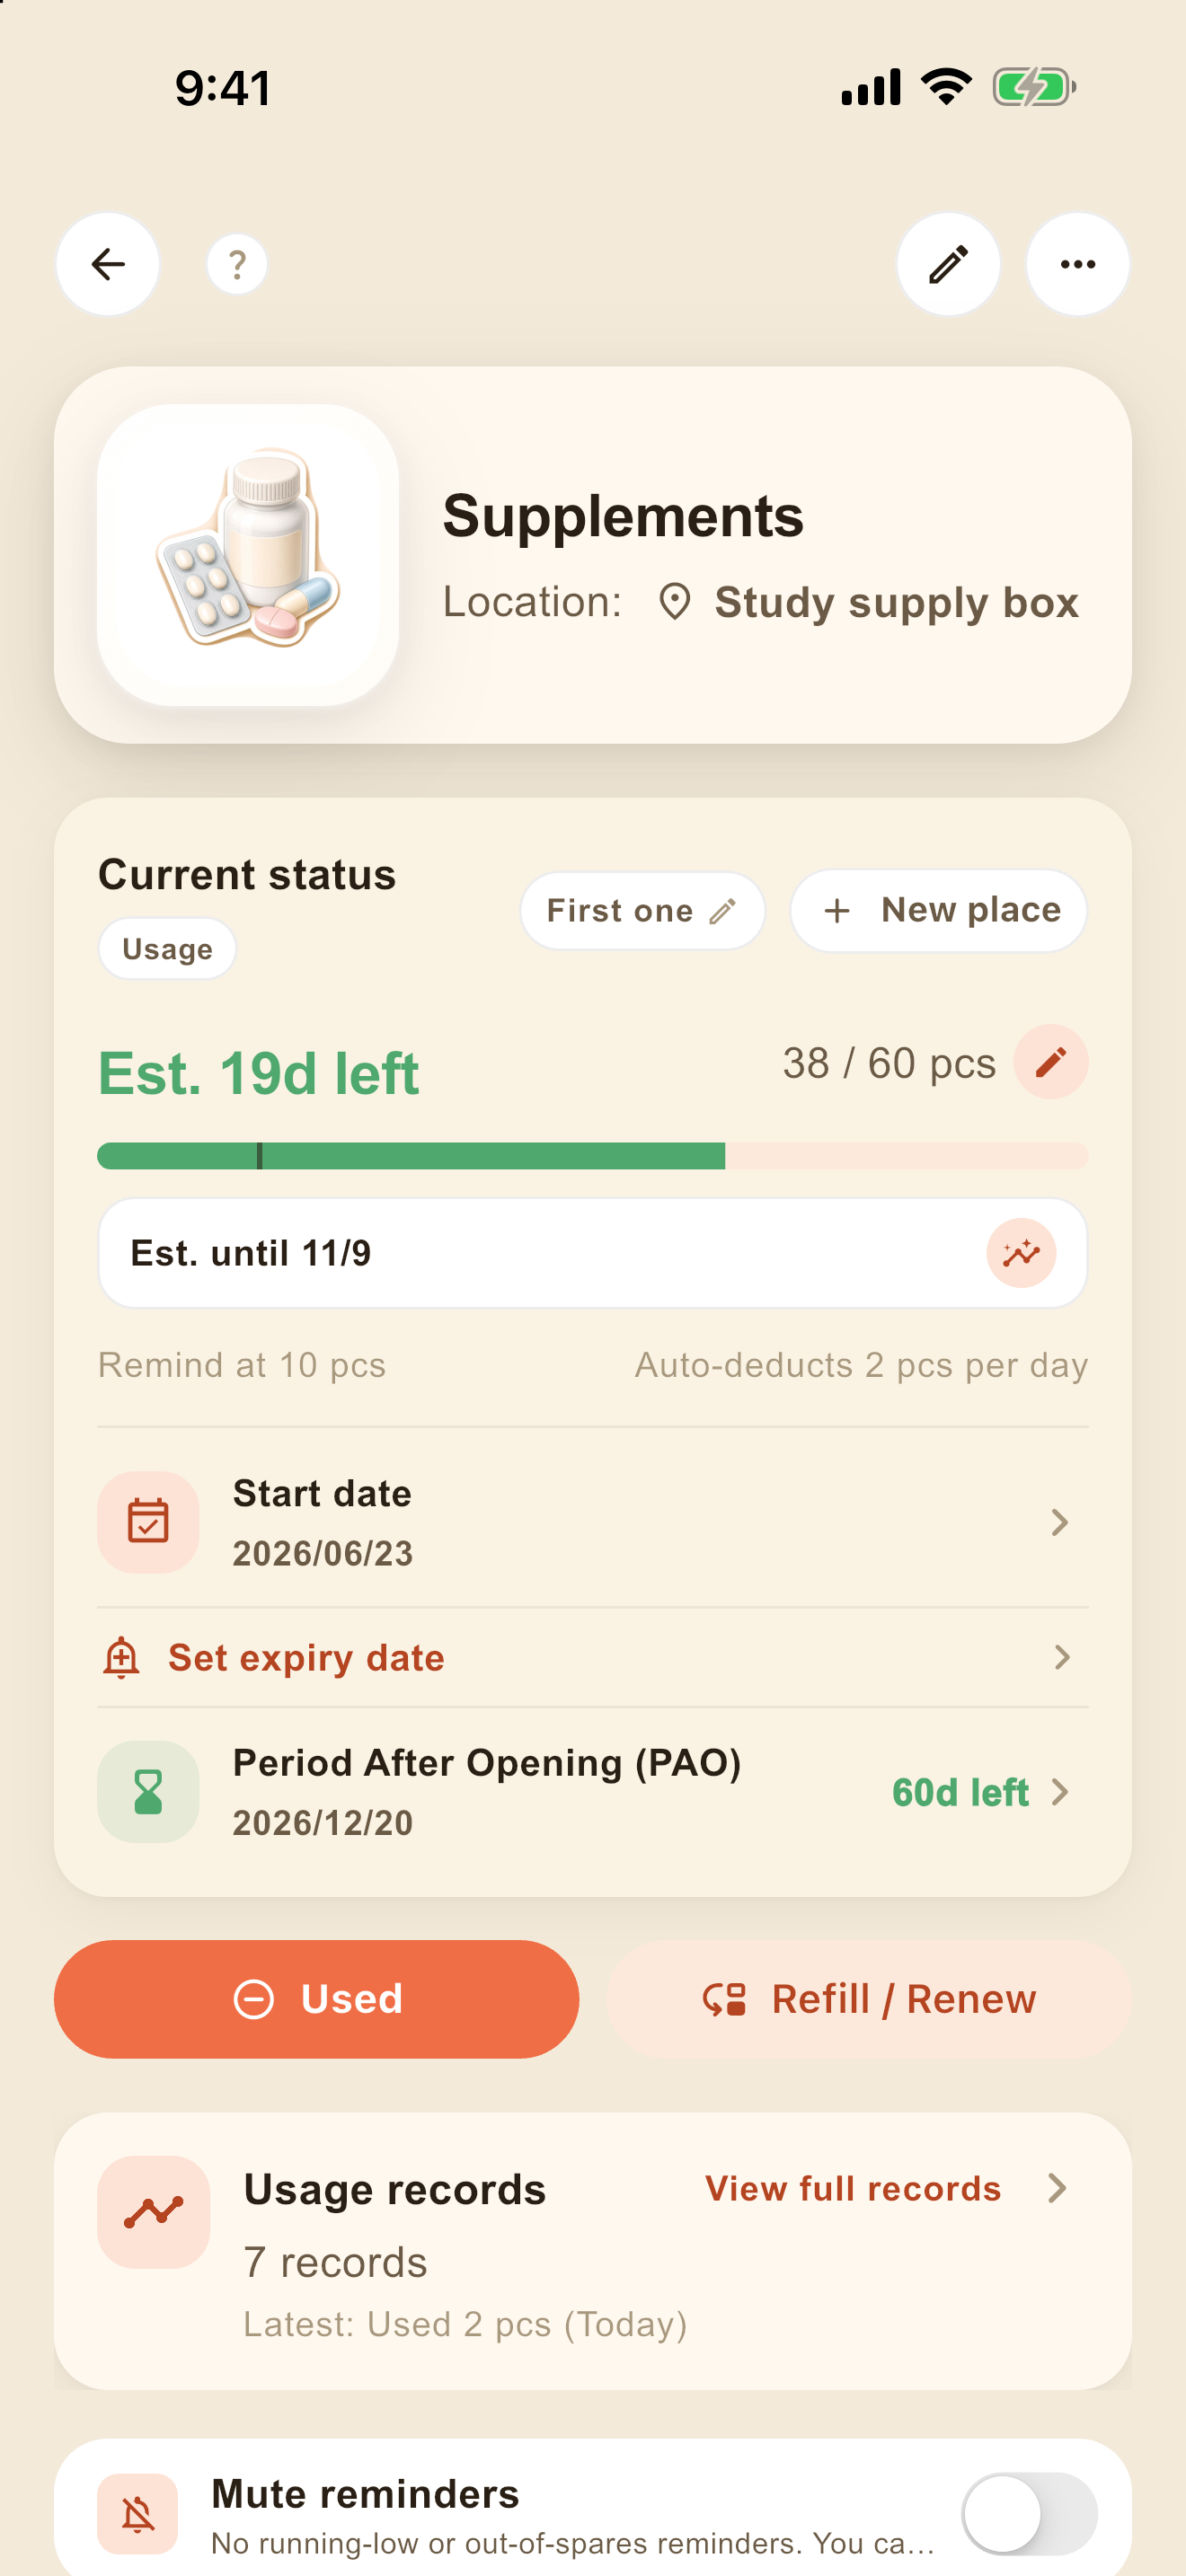 9:41
?
Supplements
Location: Study supply box
Current status
First one
+ New place
Usage
Est. 19d left
38 / 60 pcs
Est. until 11/9
Remind at 10 pcs
Auto-deducts 2 pcs per day
Start date
2026/06/23
Set expiry date
Period After Opening (PAO)
2026/12/20
60d left
Used
Refill / Renew
Usage records
View full records
7 records
Latest: Used 2 pcs (Today)
Mute reminders
No running-low or out-of-spares reminders. You ca...